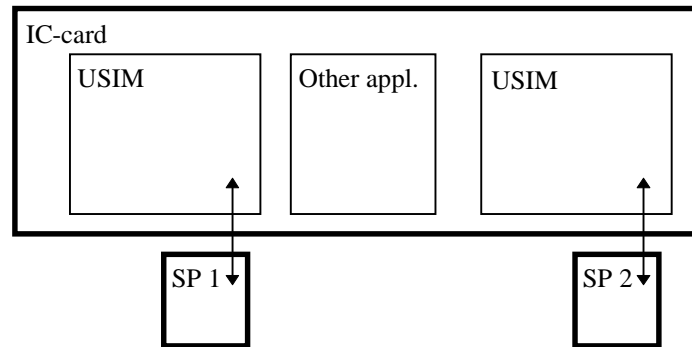 IC-card
USIM
Other appl.
USIM
SP 1
SP 2